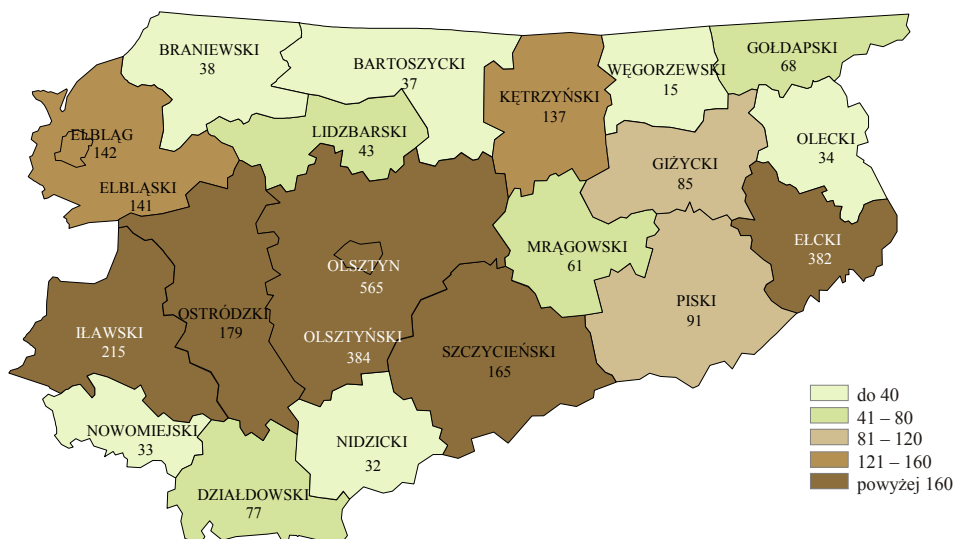 BRANIEWSKI
38
BARTOSZYCKI
37
WĘGORZEWSKI
15
GOŁDAPSKI
68
KĘTRZYŃSKI
137
ELBLĄG
142
LIDZBARSKI
43
OLECKI
34
GIŻYCKI
85
ELBLĄSKI
141
MRĄGOWSKI
61
EŁCKI
382
OLSZTYN
565
PISKI
91
OSTRÓDZKI
179
IŁAWSKI
215
OLSZTYŃSKI
384
SZCZYCIEŃSKI
165
NOWOMIEJSKI
33
NIDZICKI
32
DZIAŁDOWSKI
77
do 40
41 – 80
81 – 120
121 – 160
powyżej 160